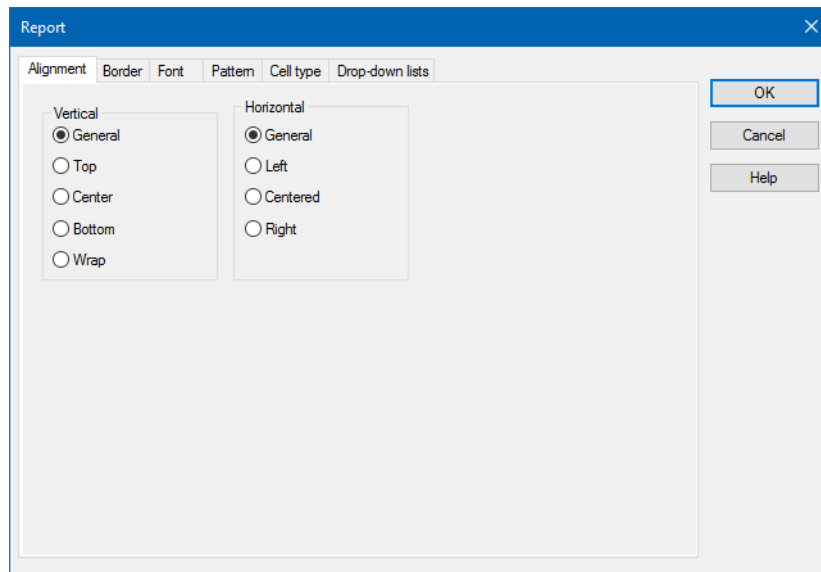 Report
Alignment Border Font Pattern Cell type Drop-down lists
Vertical
General
Top
Center
Bottom
Wrap
Horizontal
General
Left
Centered
Right
OK
Cancel
Help